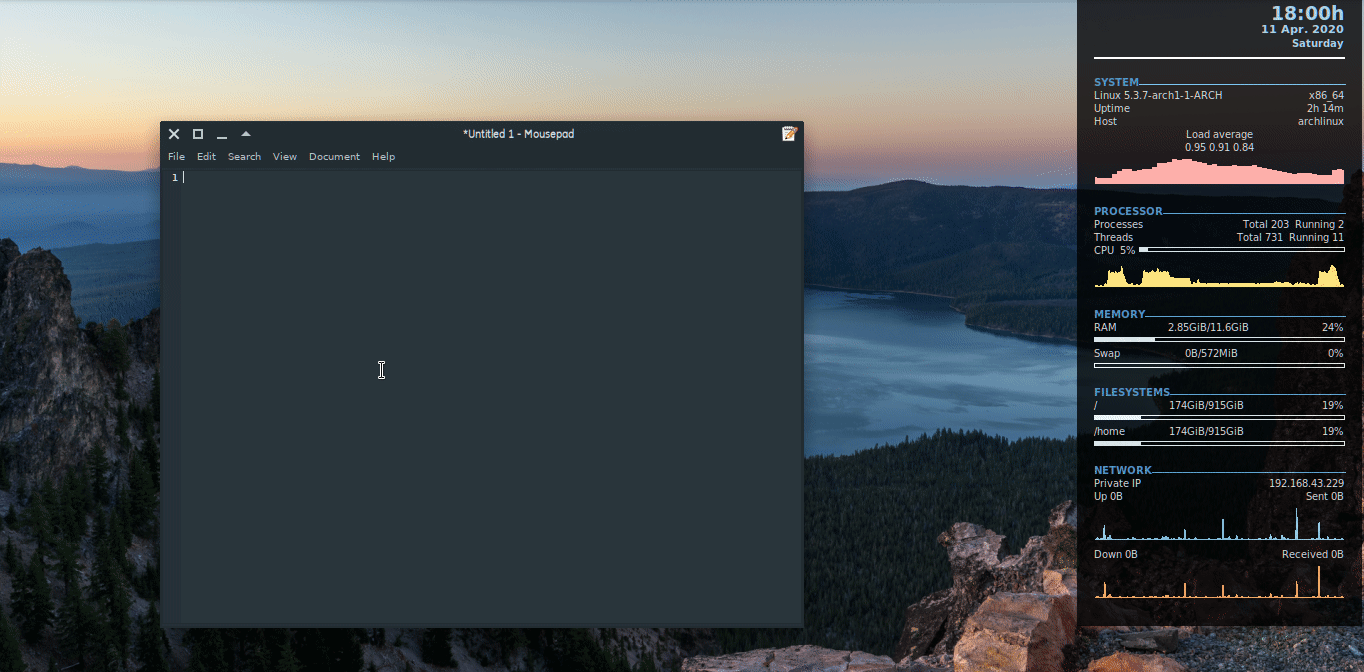 *Untitled 1 - Mousepad
File Edit Search View Document Help
1
18:00h
11 Apr. 2020
Saturday
SYSTEM
Linux 5.3.7-arch1-1-ARCH x86_64
Uptime 2h 14m
Host archlinux
Load average
0.95 0.91 0.84
PROCESSOR
Processes Total 203 Running 2
Threads Total 731 Running 11
CPU 5%
MEMORY
RAM 2.85GiB/11.6GiB 24%
Swap 0B/572MiB 0%
FILESYSTEMS
/ 174GiB/915GiB 19%
/home 174GiB/915GiB 19%
NETWORK
Private IP 192.168.43.229
Up 0B Sent 0B
Down 0B Received 0B